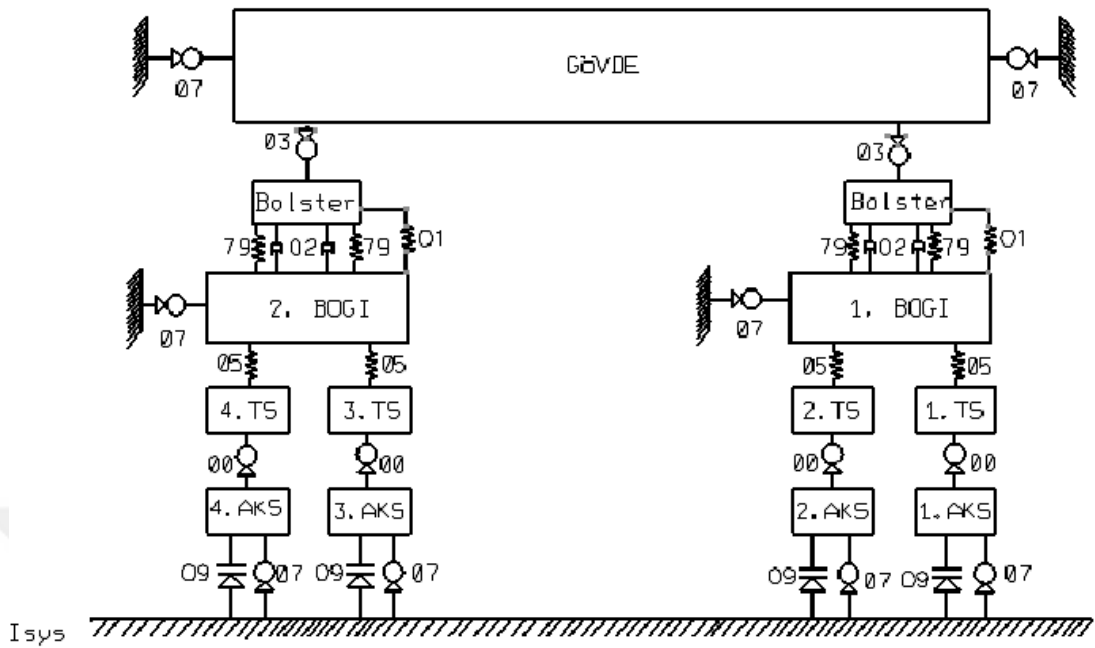 GÖVDE
07
07
03
03
Bolster
Bolster
79 02 79 01
79 02 79 01
2. BOGI
1. BOGI
07
07
05 05
05 05
4.TS 3.TS
2.TS 1.TS
00 00
00 00
4.AKS 3.AKS
2.AKS 1.AKS
09 07 09 07
09 07 09 07
Isys